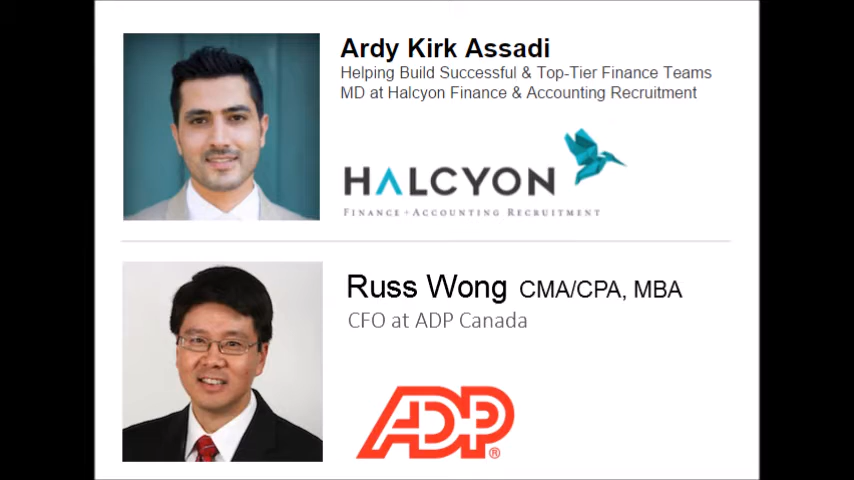 Ardy Kirk Assadi
Helping Build Successful & Top-Tier Finance Teams
MD at Halcyon Finance & Accounting Recruitment
HALCYON
FINANCE + ACCOUNTING RECRUITMENT
Russ Wong CMA/CPA, MBA
CFO at ADP Canada
ADP®